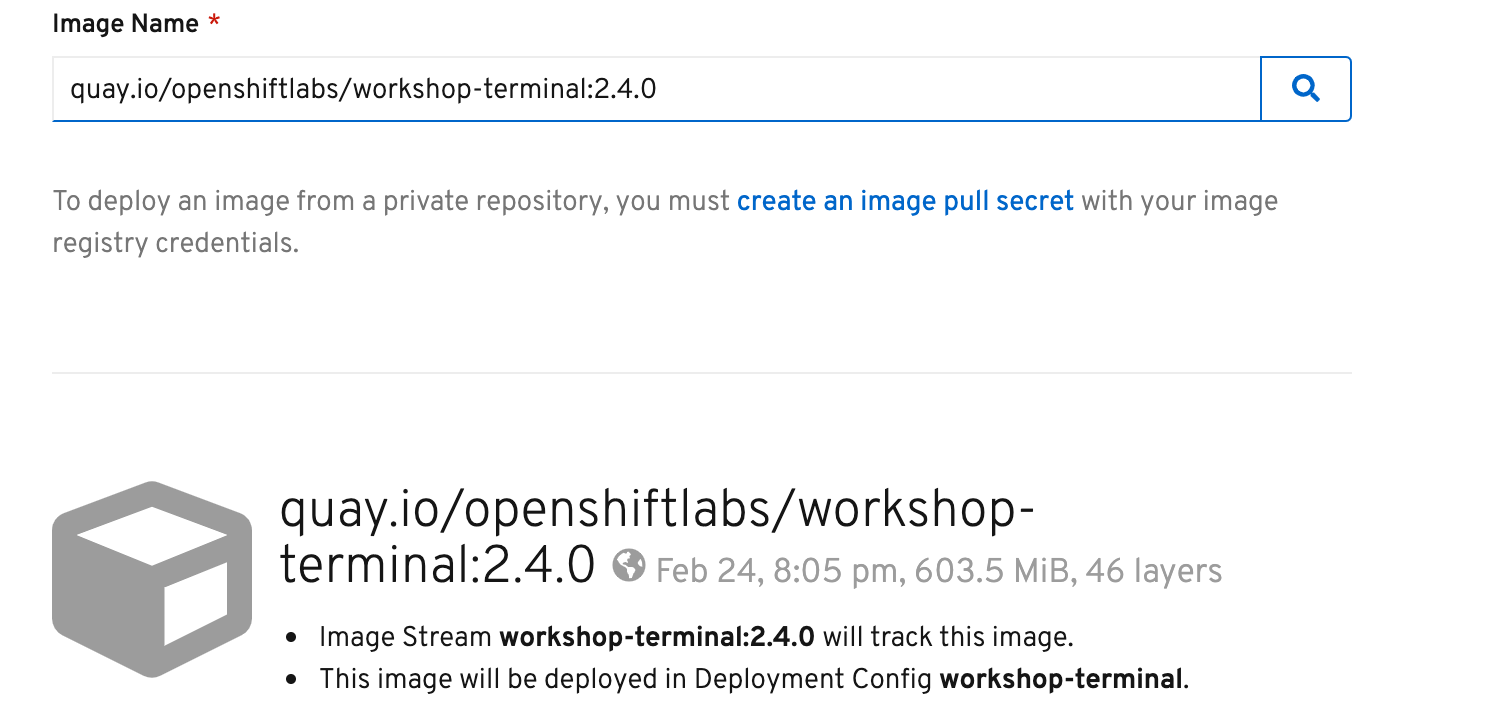 Image Name *
quay.io/openshiftlabs/workshop-terminal:2.4.0
To deploy an image from a private repository, you must create an image pull secret with your image
registry credentials.
quay.io/openshiftlabs/workshop-
terminal:2.4.0 Feb 24, 8:05 pm, 603.5 MiB, 46 layers
• Image Stream workshop-terminal:2.4.0 will track this image.
• This image will be deployed in Deployment Config workshop-terminal.